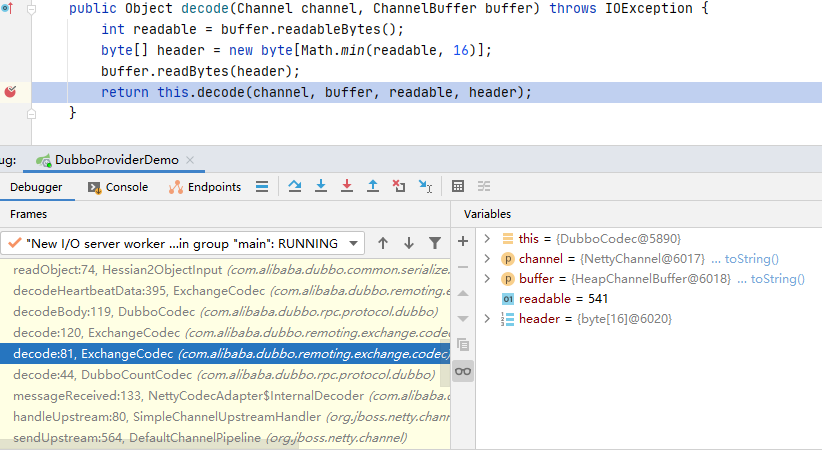 public Object decode(Channel channel, ChannelBuffer buffer) throws IOException {
int readable = buffer.readableBytes();
byte[] header = new byte[Math.min(readable, 16)];
buffer.readBytes(header);
return this.decode(channel, buffer, readable, header);
}
ug: DubboProviderDemo
Debugger Console Endpoints
Frames Variables
"New I/O server worker ...in group "main": RUNNING
readObject:74, Hessian2ObjectInput (com.alibaba.dubbo.common.serialize.
decodeHeartbeatData:395, ExchangeCodec (com.alibaba.dubbo.remoting.e
decodeBody:119, DubboCodec (com.alibaba.dubbo.rpc.protocol.dubbo)
decode:120, ExchangeCodec (com.alibaba.dubbo.remoting.exchange.codec
decode:81, ExchangeCodec (com.alibaba.dubbo.remoting.exchange.codec)
decode:44, DubboCountCodec (com.alibaba.dubbo.rpc.protocol.dubbo)
messageReceived:133, NettyCodecAdapter$InternalDecoder (com.alibaba.d
handleUpstream:80, SimpleChannelUpstreamHandler (org.jboss.netty.chann
sendUpstream:564, DefaultChannelPipeline (org.jboss.netty.channel)
this = {DubboCodec@5890}
channel = {NettyChannel@6017} ... toString()
buffer = {HeapChannelBuffer@6018} ... toString()
readable = 541
header = {byte[16]@6020}